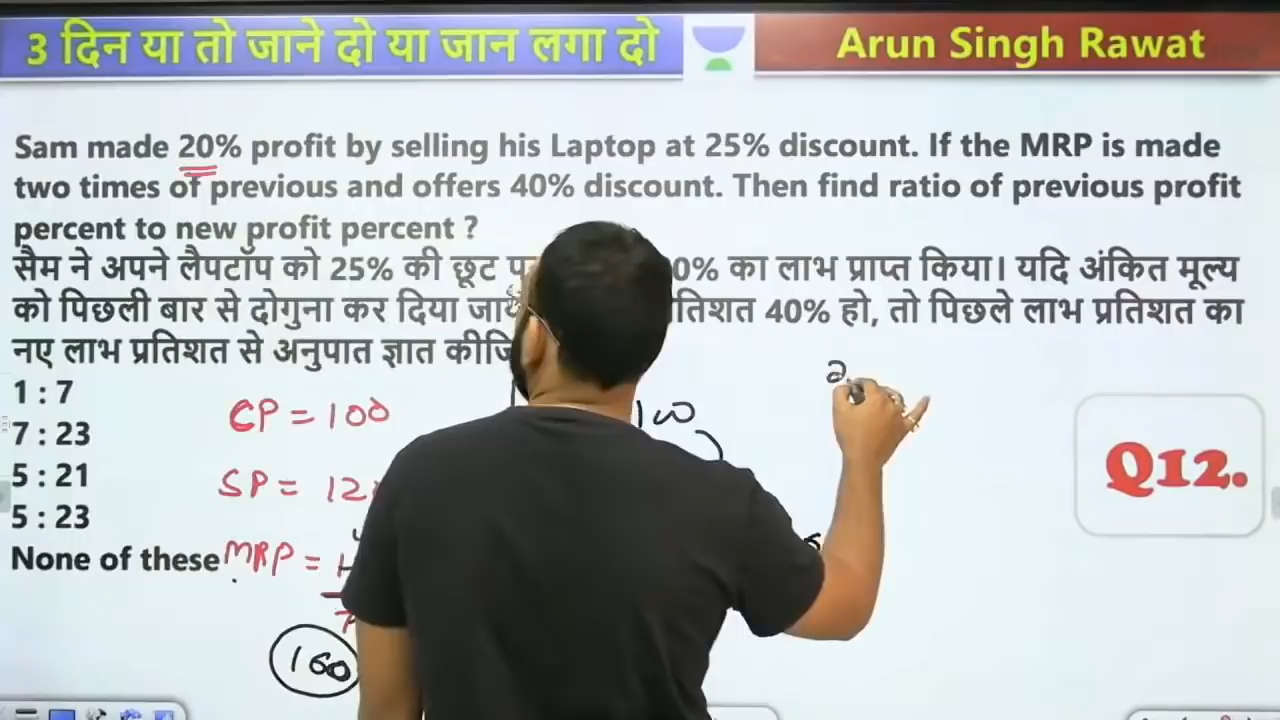 3 दिन या तो जाने दो या जान लगा दो
Arun Singh Rawat
Sam made 20% profit by selling his Laptop at 25% discount. If the MRP is made
two times of previous and offers 40% discount. Then find ratio of previous profit
percent to new profit percent ?
सैम ने अपने लैपटॉप को 25% की छूट 0% का लाभ प्राप्त किया। यदि अंकित मूल्य
को पिछली बार से दोगुना कर दिया 40% हो, तो पिछले लाभ प्रतिशत का
नए लाभ प्रतिशत से अनुपात ज्ञात
1 : 7
7 : 23
5 : 21
5 : 23
None of these
CP = 100
SP = 12
MRP =
160
100
2
Q12.